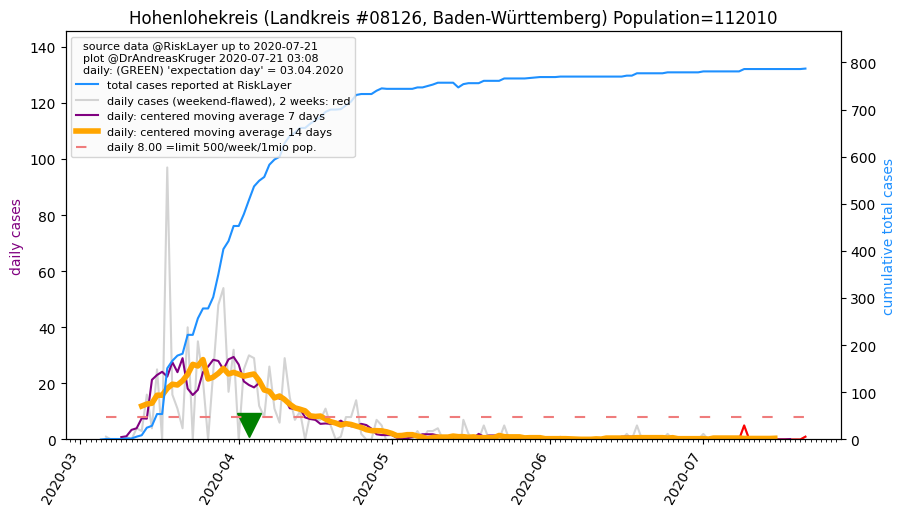 Hohenlohekreis (Landkreis #08126, Baden-Württemberg) Population=112010
source data @RiskLayer up to 2020-07-21
plot @DrAndreasKruger 2020-07-21 03:08
daily: (GREEN) 'expectation day' = 03.04.2020
total cases reported at RiskLayer
daily cases (weekend-flawed), 2 weeks: red
daily: centered moving average 7 days
daily: centered moving average 14 days
daily 8.00 =limit 500/week/1mio pop.
daily cases
140
120
100
80
60
40
20
0
800
700
600
500
400
300
200
100
0
cumulative total cases
2020-03
2020-04
2020-05
2020-06
2020-07